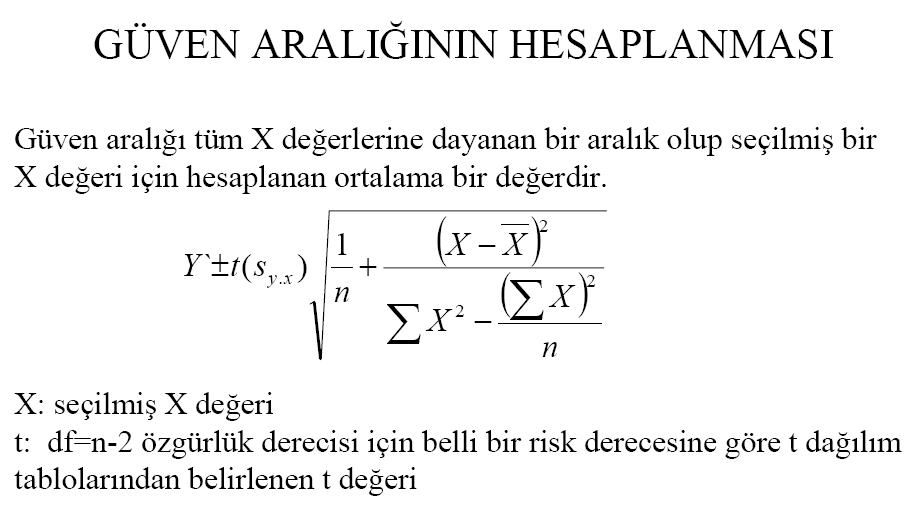 GÜVEN ARALIĞININ HESAPLANMASI
Güven aralığı tüm X değerlerine dayanan bir aralık olup seçilmiş bir
X değeri için hesaplanan ortalama bir değerdir.
Y`±t(s_{y.x}) √(1/n + (X − X̅)² / (∑X² − (∑X)²/n))
X: seçilmiş X değeri
t:  df=n-2 özgürlük derecisi için belli bir risk derecesine göre t dağılım
tablolarından belirlenen t değeri